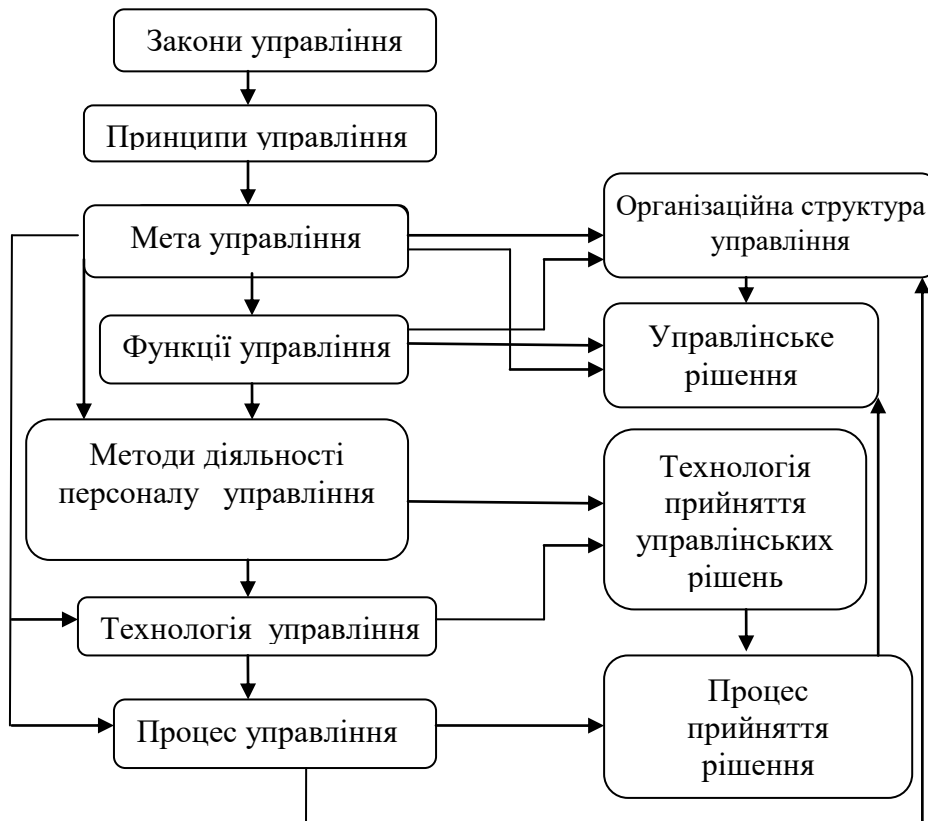 Закони управління
Принципи управління
Мета управління
Організаційна структура
управління
Функції управління
Управлінське
рішення
Методи діяльності
персоналу управління
Технологія
прийняття
управлінських
рішень
Технологія управління
Процес управління
Процес
прийняття
рішення